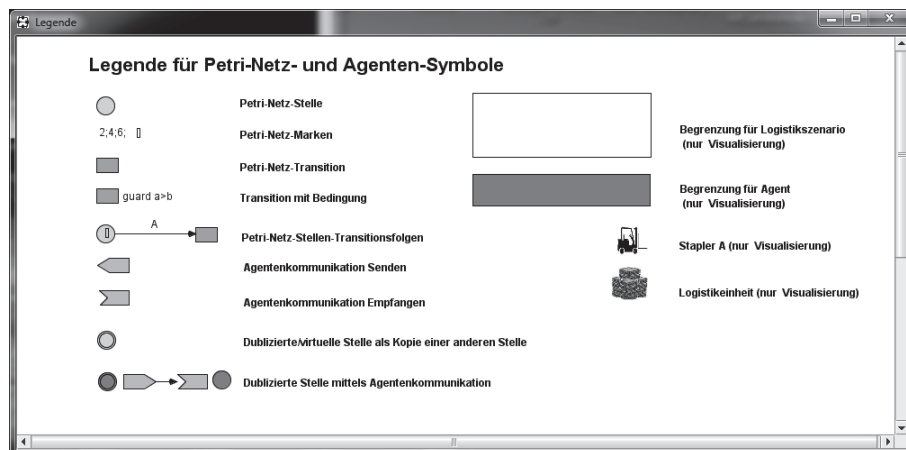 Legende
Legende für Petri-Netz- und Agenten-Symbole
Petri-Netz-Stelle
2;4;6; []
Petri-Netz-Marken
Petri-Netz-Transition
guard a>b
Transition mit Bedingung
A
Petri-Netz-Stellen-Transitionsfolgen
Agentenkommunikation Senden
Agentenkommunikation Empfangen
Dublizierte/virtuelle Stelle als Kopie einer anderen Stelle
Dublizierte Stelle mittels Agentenkommunikation
Begrenzung für Logistikszenario
(nur Visualisierung)
Begrenzung für Agent
(nur Visualisierung)
Stapler A (nur Visualisierung)
Logistikeinheit (nur Visualisierung)